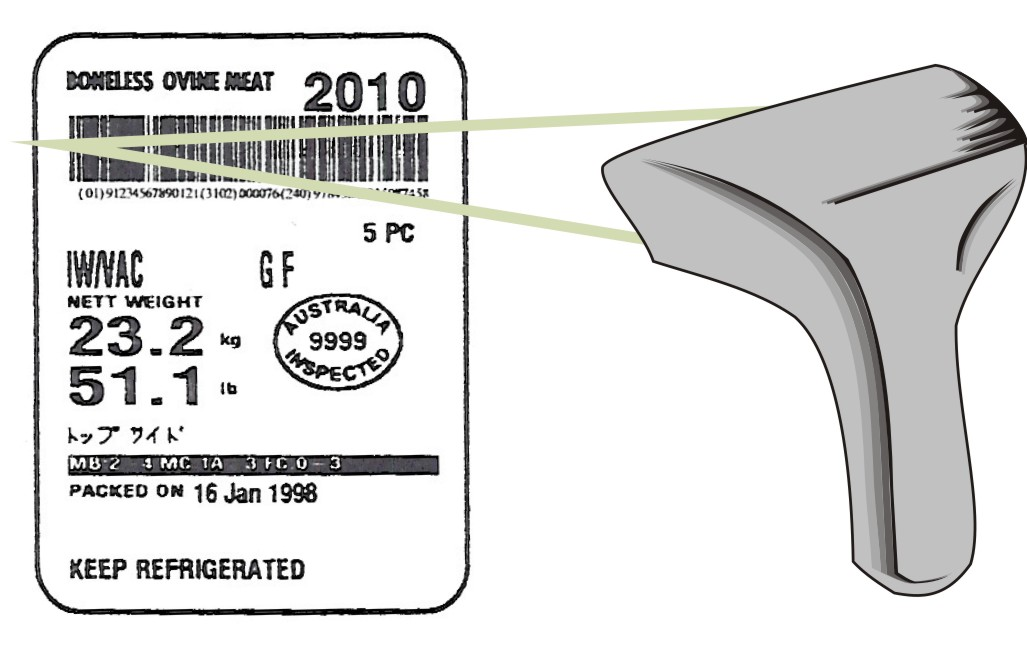 BONELESS OVINE MEAT 2010
(01)91234567890121(3102)000076(240)
5 PC
IW/VAC G F
NETT WEIGHT
23.2 kg
51.1 lb
AUSTRALIA
9999
INSPECTED
トップ サイド
MB 2 4 MC 1A 3 FC 0 - 3
PACKED ON 16 Jan 1998
KEEP REFRIGERATED